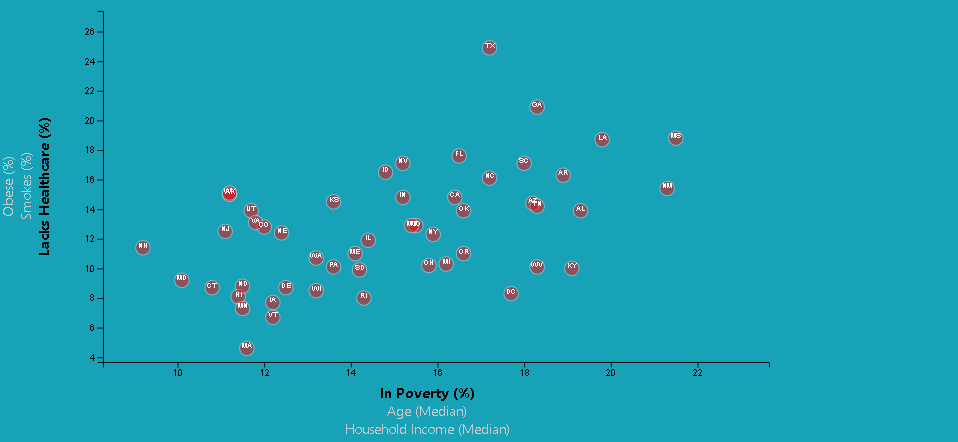 26
24
22
20
18
16
14
12
10
8
6
4
TX
GA
MS
LA
FL
NV
SC
ID
AR
NC
NM
KS
IN
CA
TN
UT
OK
AL
VA
CO
NJ
NE
NY
IL
NH
ME
OR
WA
PA
SD
OH
MI
WV
KY
MD
CT
ND
DE
WI
HI
RI
DC
IA
MN
VT
MA
10 12 14 16 18 20 22
Obese (%)
Smokes (%)
Lacks Healthcare (%)
In Poverty (%)
Age (Median)
Household Income (Median)